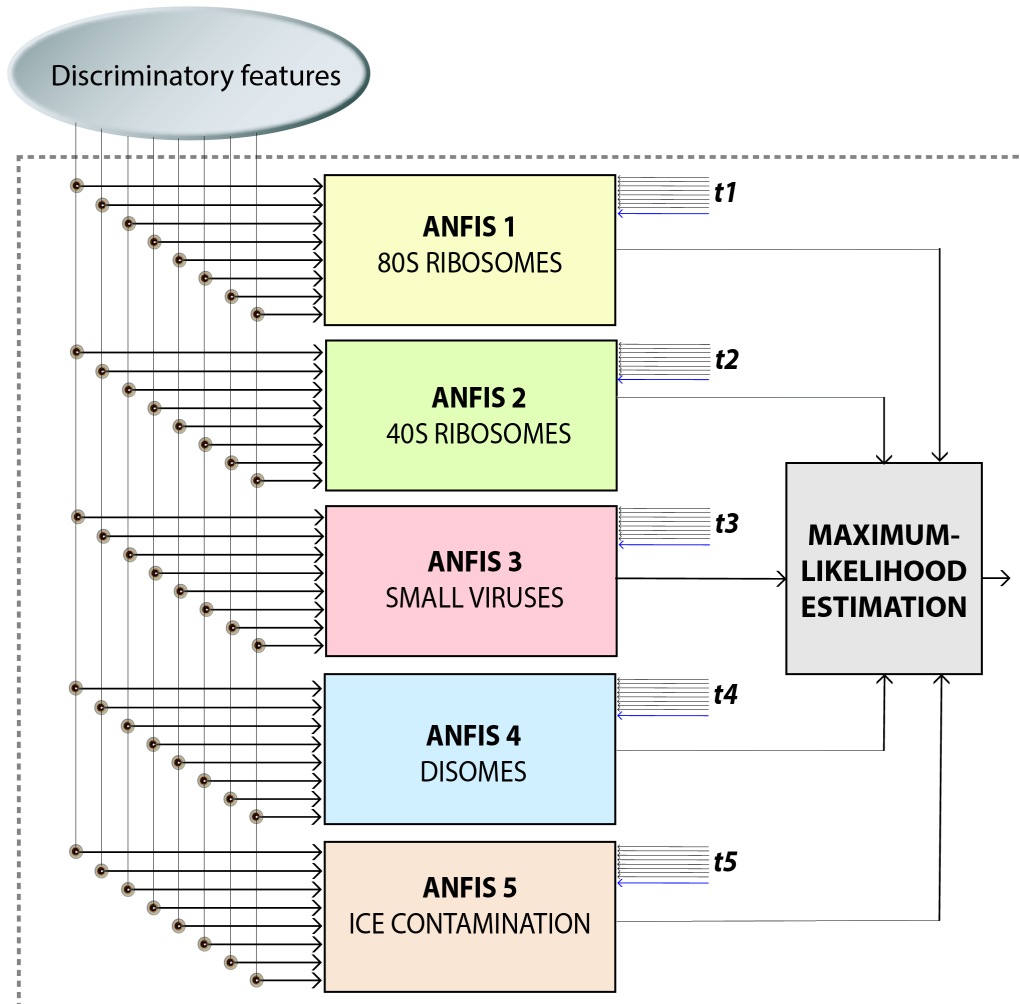 Discriminatory features
ANFIS 1
80S RIBOSOMES
t1
ANFIS 2
40S RIBOSOMES
t2
ANFIS 3
SMALL VIRUSES
t3
MAXIMUM-
LIKELIHOOD
ESTIMATION
ANFIS 4
DISOMES
t4
ANFIS 5
ICE CONTAMINATION
t5